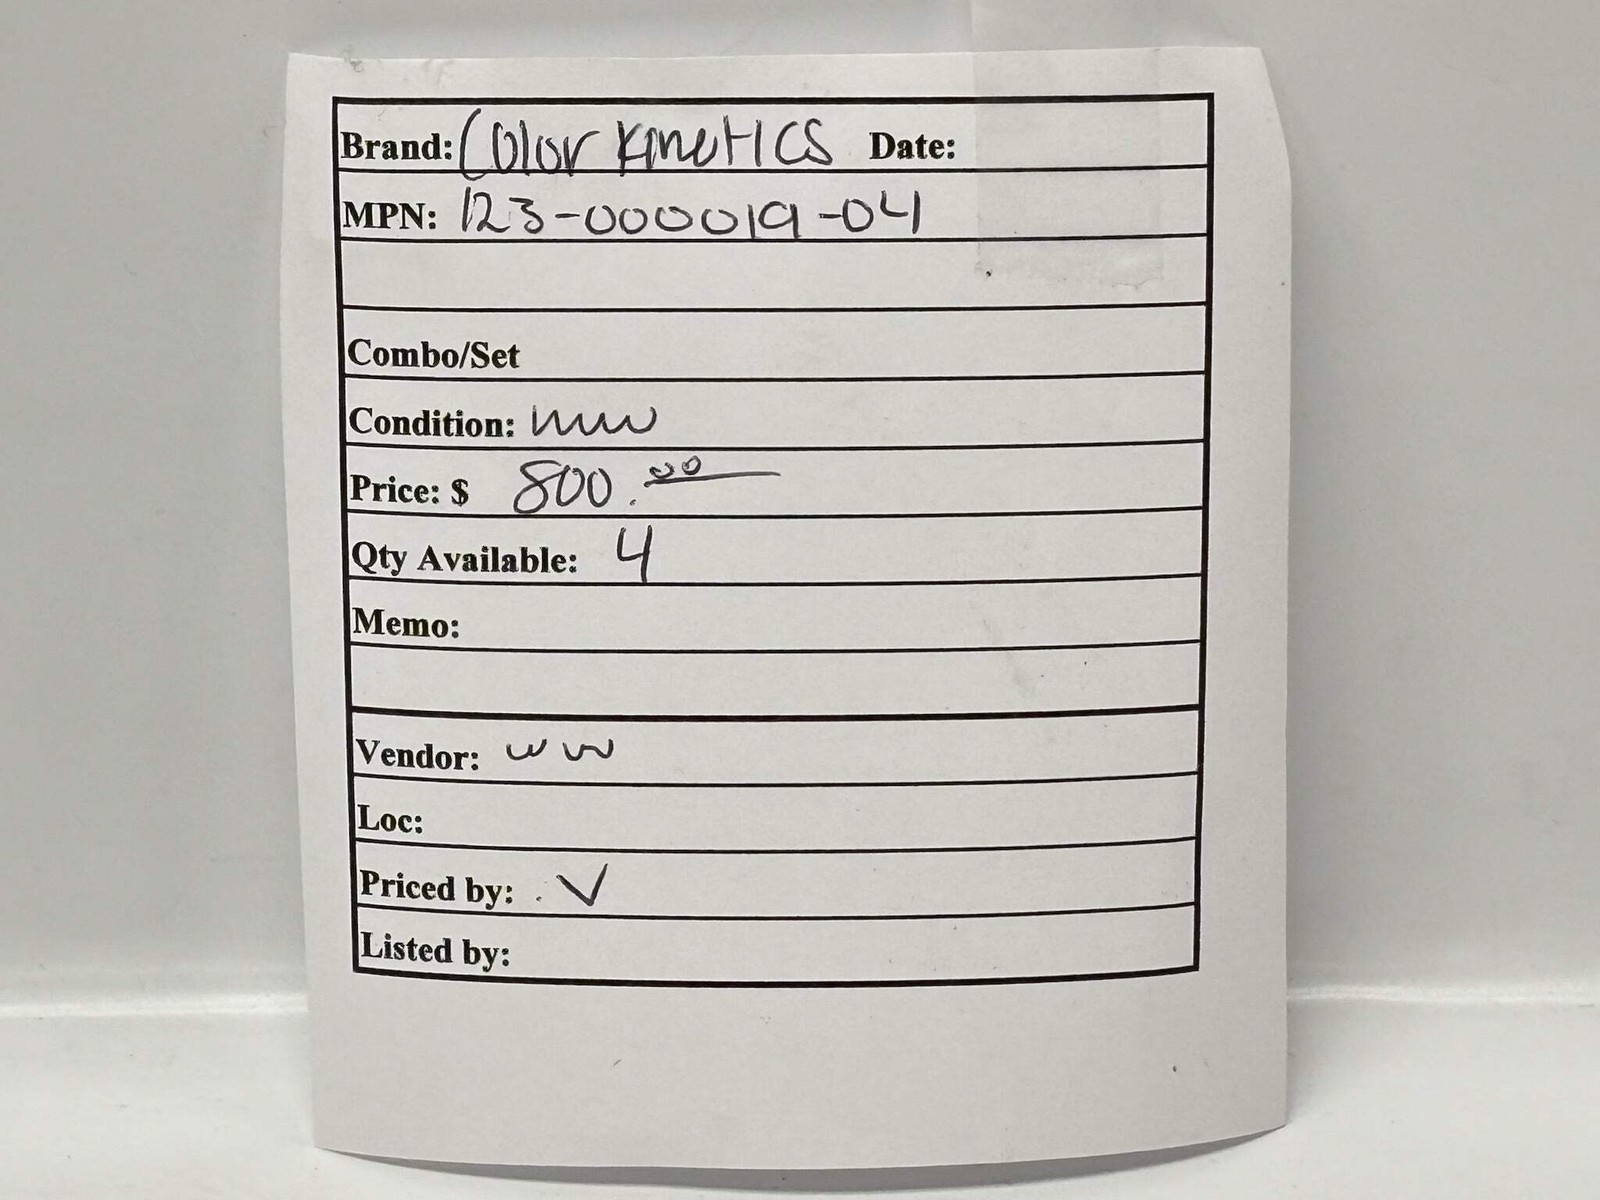 Brand: Color Kinetics Date:
MPN: 123-000019-04
Combo/Set
Condition: new
Price: $ 800.00
Qty Available: 4
Memo:
Vendor: WW
Loc:
Priced by: V
Listed by: